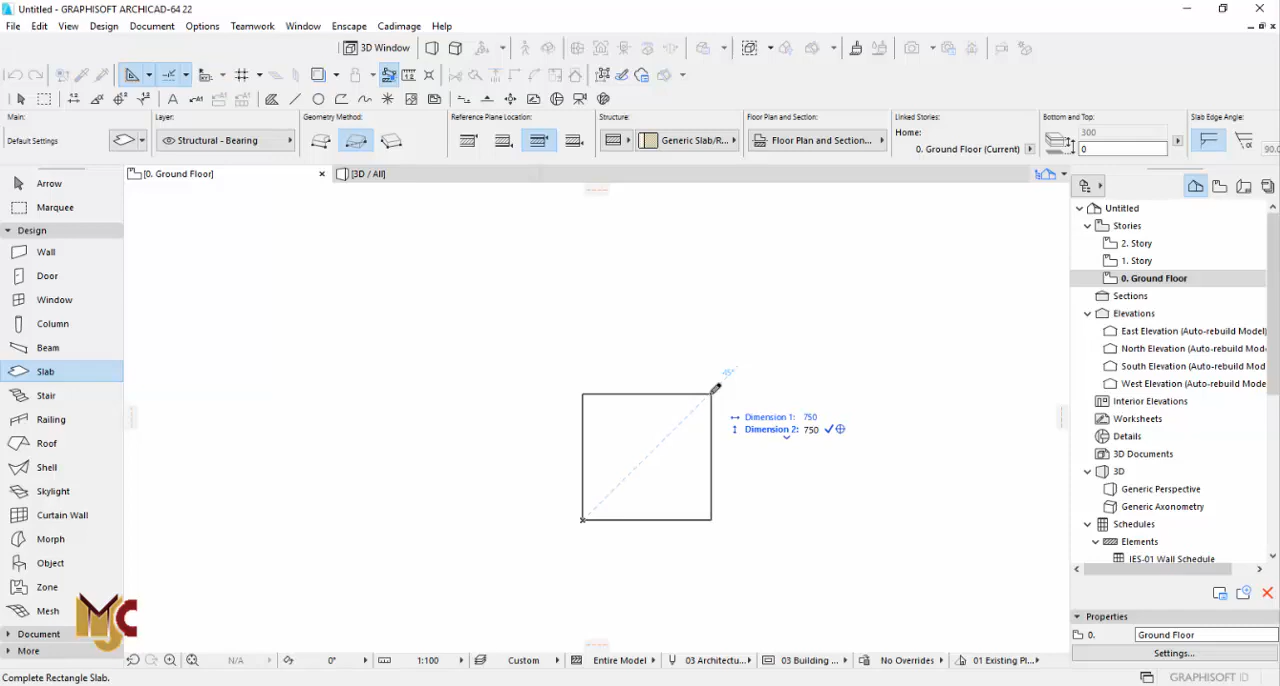 Untitled - GRAPHISOFT ARCHICAD-64 22
File Edit View Design Document Options Teamwork Window Enscape Cadimage Help
3D Window
Main:
Default Settings
Layer:
Structural - Bearing
Geometry Method:
Reference Plane Location:
Structure:
Generic Slab/R...
Floor Plan and Section:
Floor Plan and Section...
Linked Stories:
Home:
0. Ground Floor (Current)
Bottom and Top:
300
0
Slab Edge Angle:
90.0
[0. Ground Floor]
[3D / All]
Arrow
Marquee
Design
Wall
Door
Window
Column
Beam
Slab
Stair
Railing
Roof
Shell
Skylight
Curtain Wall
Morph
Object
Zone
Mesh
Document
More
MJC
Dimension 1: 750
Dimension 2: 750
Untitled
Stories
2. Story
1. Story
0. Ground Floor
Sections
Elevations
East Elevation (Auto-rebuild Model)
North Elevation (Auto-rebuild Mode
South Elevation (Auto-rebuild Mod
West Elevation (Auto-rebuild Mode
Interior Elevations
Worksheets
Details
3D Documents
3D
Generic Perspective
Generic Axonometry
Schedules
Elements
IES-01 Wall Schedule
Properties
0. Ground Floor
Settings...
N/A
0°
1:100
Custom
Entire Model
03 Architectu...
03 Building ...
No Overrides
01 Existing Pl...
Complete Rectangle Slab.
GRAPHISOFT ID